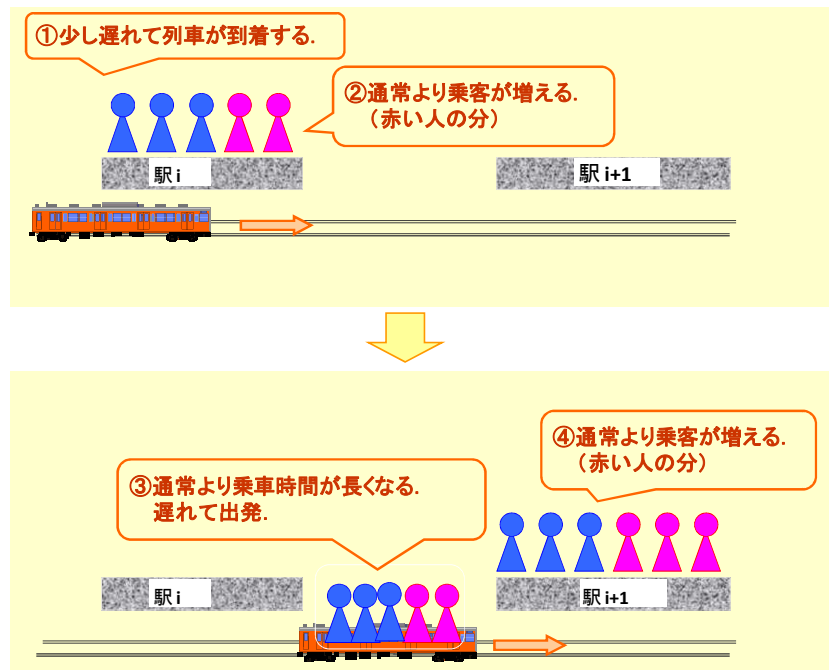 ①少し遅れて列車が到着する.
②通常より乗客が増える.
（赤い人の分）
駅 i
駅 i+1
④通常より乗客が増える.
（赤い人の分）
③通常より乗車時間が長くなる.
遅れて出発.
駅 i
駅 i+1